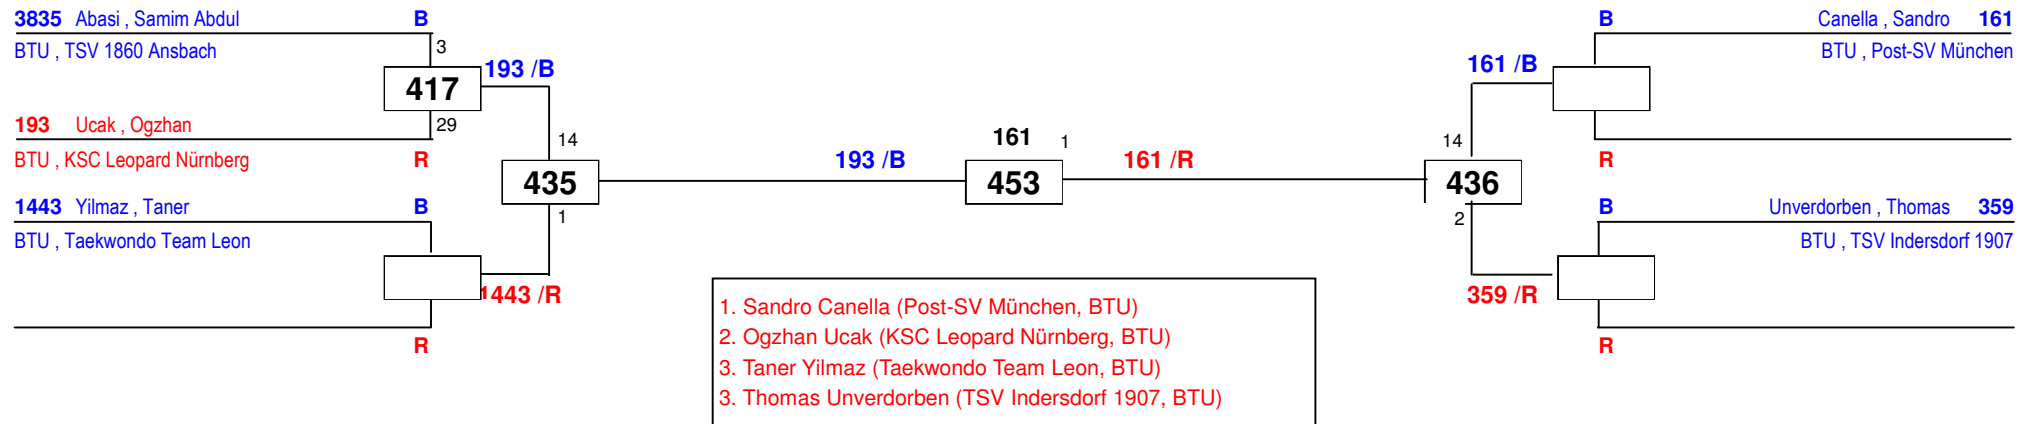 3835 Abasi , Samim Abdul B
BTU , TSV 1860 Ansbach
3
417
193 /B
29
193 Ucak , Ogzhan
BTU , KSC Leopard Nürnberg R
14
435
1
1443 Yilmaz , Taner B
BTU , Taekwondo Team Leon
1443 /R
R
193 /B
161
1
453
161 /R
B Canella , Sandro 161
BTU , Post-SV München
161 /B
R
14
436
2
B Unverdorben , Thomas 359
BTU , TSV Indersdorf 1907
359 /R
R
1. Sandro Canella (Post-SV München, BTU)
2. Ogzhan Ucak (KSC Leopard Nürnberg, BTU)
3. Taner Yilmaz (Taekwondo Team Leon, BTU)
3. Thomas Unverdorben (TSV Indersdorf 1907, BTU)